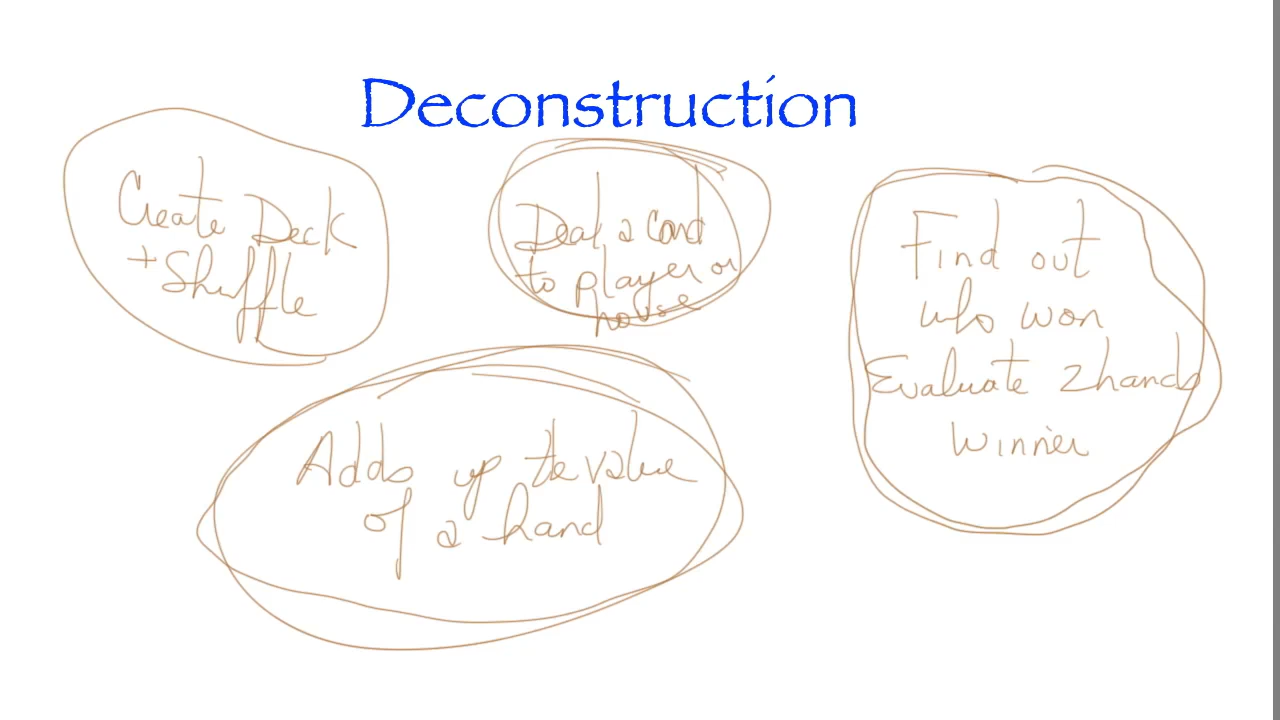 Deconstruction
Create Deck
+ Shuffle
Deal a Card
to player or
house
Find out
who won
Evaluate 2 hands
winner
Adds up the value
of a hand